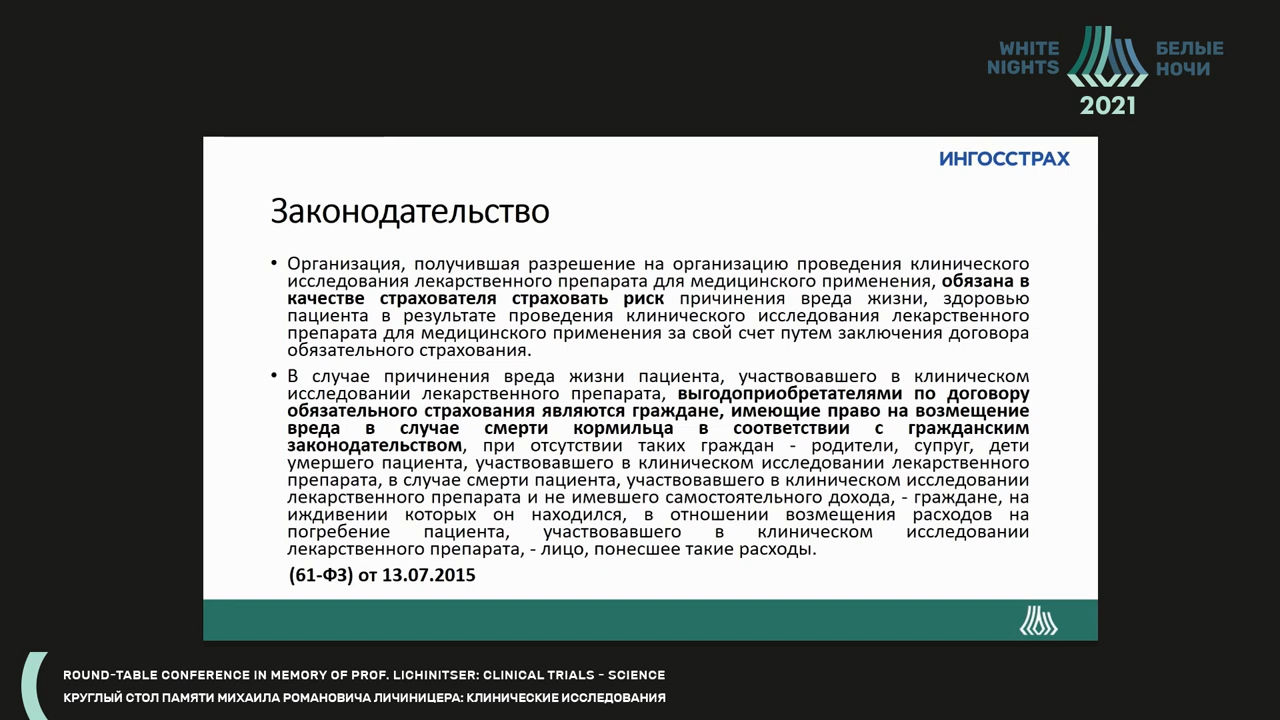 WHITE NIGHTS
БЕЛЫЕ НОЧИ
2021
ИНГОССТРАХ
Законодательство
• Организация, получившая разрешение на организацию проведения клинического
исследования лекарственного препарата для медицинского применения, обязана в
качестве страхователя страховать риск причинения вреда жизни, здоровью
пациента в результате проведения клинического исследования лекарственного
препарата для медицинского применения за свой счет путем заключения договора
обязательного страхования.
• В случае причинения вреда жизни пациента, участвовавшего в клиническом
исследовании лекарственного препарата, выгодоприобретателями по договору
обязательного страхования являются граждане, имеющие право на возмещение
вреда в случае смерти кормильца в соответствии с гражданским
законодательством, при отсутствии таких граждан - родители, супруг, дети
умершего пациента, участвовавшего в клиническом исследовании лекарственного
препарата, в случае смерти пациента, участвовавшего в клиническом исследовании
лекарственного препарата и не имевшего самостоятельного дохода, - граждане, на
иждивении которых он находился, в отношении возмещения расходов на
погребение пациента, участвовавшего в клиническом исследовании
лекарственного препарата, - лицо, понесшее такие расходы.
(61-ФЗ) от 13.07.2015
ROUND-TABLE CONFERENCE IN MEMORY OF PROF. LICHINITSER: CLINICAL TRIALS - SCIENCE
КРУГЛЫЙ СТОЛ ПАМЯТИ МИХАИЛА РОМАНОВИЧА ЛИЧИНИЦЕРА: КЛИНИЧЕСКИЕ ИССЛЕДОВАНИЯ